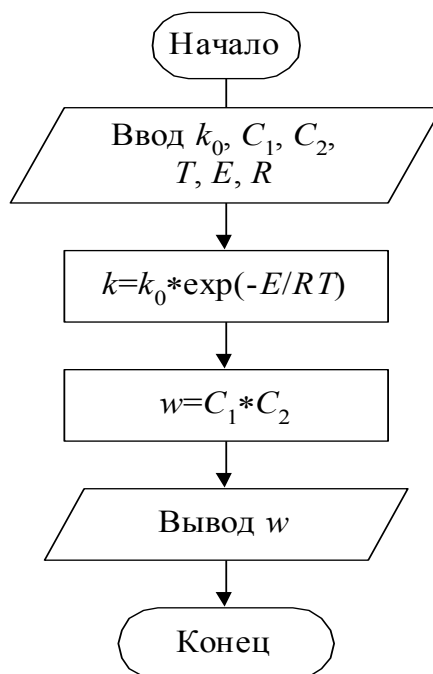 Начало
Ввод k₀, C₁, C₂,
T, E, R
k=k₀*exp(-E/RT)
w=C₁*C₂
Вывод w
Конец